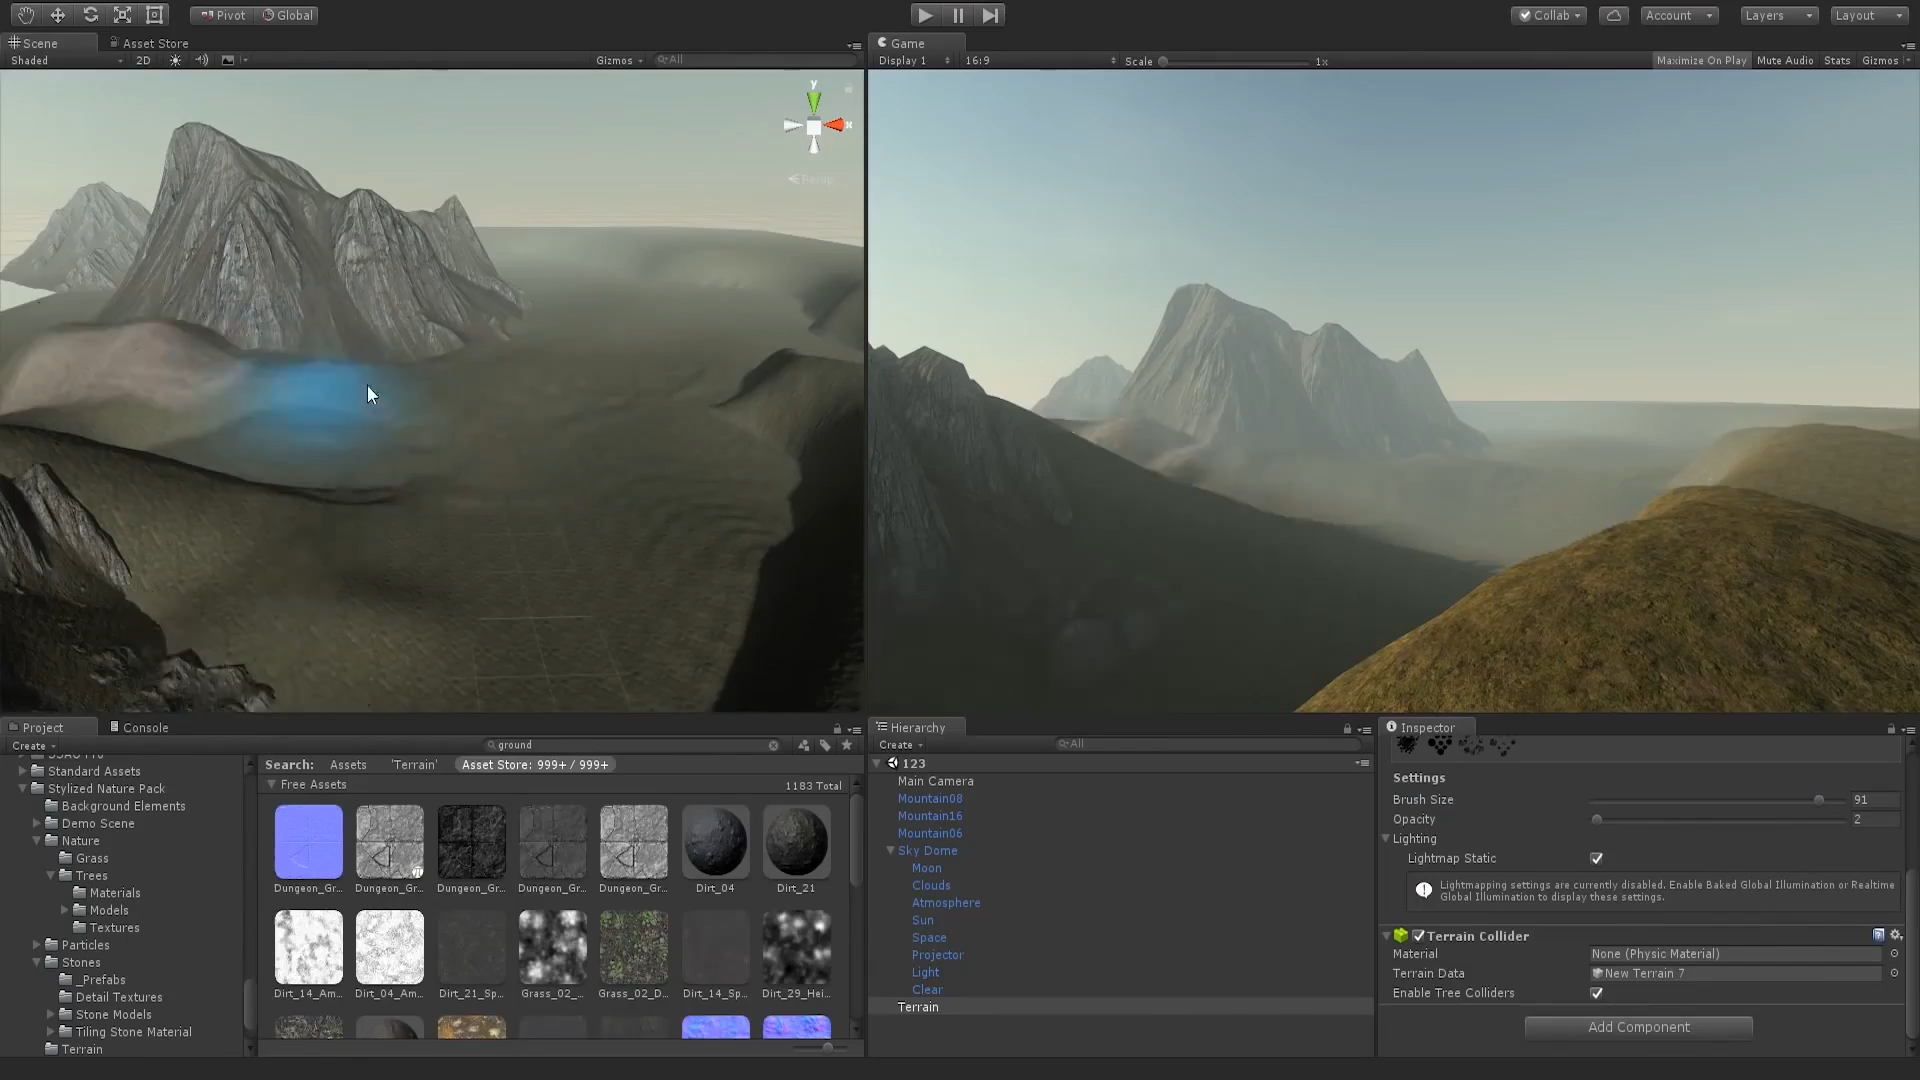 Pivot Global Collab Account Layers Layout
Scene Asset Store Game
Shaded 2D Gizmos All Display 1 16:9 Scale 1x Maximize On Play Mute Audio Stats Gizmos
y
x
Persp
Project Console Hierarchy Inspector
Create ground Create All
Search: Assets 'Terrain' Asset Store: 999+ / 999+
Free Assets 1183 Total
Standard Assets
Stylized Nature Pack
Background Elements
Demo Scene
Nature
Grass
Trees
Materials
Models
Textures
Particles
Stones
_Prefabs
Detail Textures
Stone Models
Tiling Stone Material
Terrain
Dungeon_Gr... Dungeon_Gr... Dungeon_Gr... Dungeon_Gr... Dungeon_Gr... Dirt_04 Dirt_21
Dirt_14_Am... Dirt_04_Am... Dirt_21_Sp... Grass_02_... Grass_02_D... Dirt_14_Sp... Dirt_29_Hei...
123
Main Camera
Mountain08
Mountain16
Mountain06
Sky Dome
Moon
Clouds
Atmosphere
Sun
Space
Projector
Light
Clear
Terrain
Settings
Brush Size 91
Opacity 2
Lighting
Lightmap Static
Lightmapping settings are currently disabled. Enable Baked Global Illumination or Realtime
Global Illumination to display these settings.
Terrain Collider
Material None (Physic Material)
Terrain Data New Terrain 7
Enable Tree Colliders
Add Component